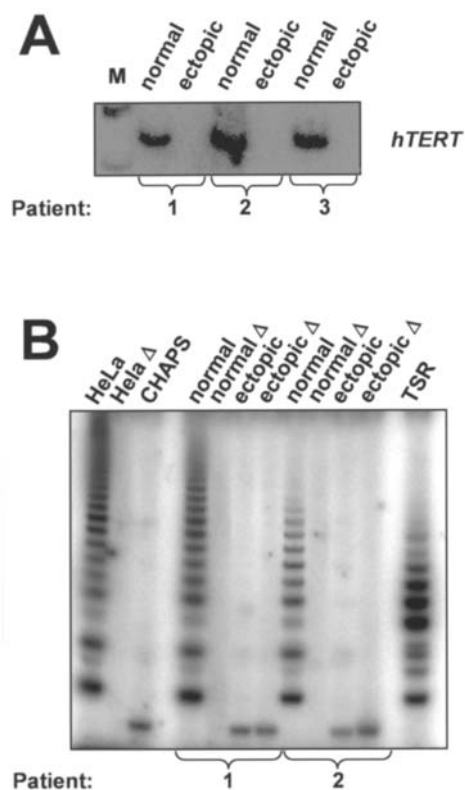 A
M normal ectopic normal ectopic normal ectopic
hTERT
Patient: 1 2 3
B
HeLa Hela Δ CHAPS normal normal Δ ectopic ectopic Δ normal normal Δ ectopic ectopic Δ TSR
Patient: 1 2